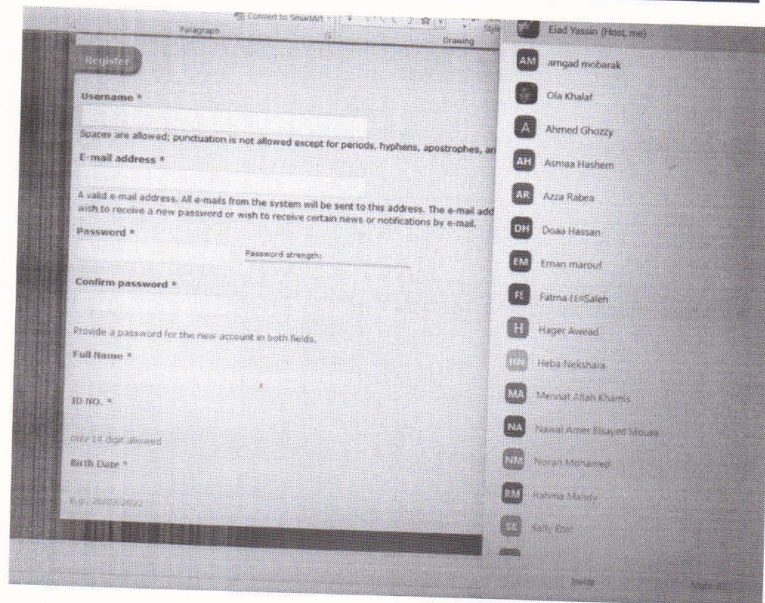 Convert to SmartArt
Paragraph
Drawing
Style
Register
Username *
Spaces are allowed; punctuation is not allowed except for periods, hyphens, apostrophes, an
E-mail address *
A valid e-mail address. All e-mails from the system will be sent to this address. The e-mail add
wish to receive a new password or wish to receive certain news or notifications by e-mail.
Password *
Password strength:
Confirm password *
Provide a password for the new account in both fields.
Full Name *
ID NO. *
only 14 digit allowed
Birth Date *
Eiad Yassin (Host, me)
AM amgad mobarak
Ola Khalaf
A Ahmed Ghozzy
AH Asmaa Hashem
AR Azza Rabea
DH Doaa Hassan
EM Eman marouf
Fatma ٤٤٥Saleh
H Hager Awead
HN Heba Nekshara
MA Mennat Allah Khamis
NA Nawal Amer Elsayed
NM Noran Mohamed
RM Rahma Mandy
SE Sally
Invite